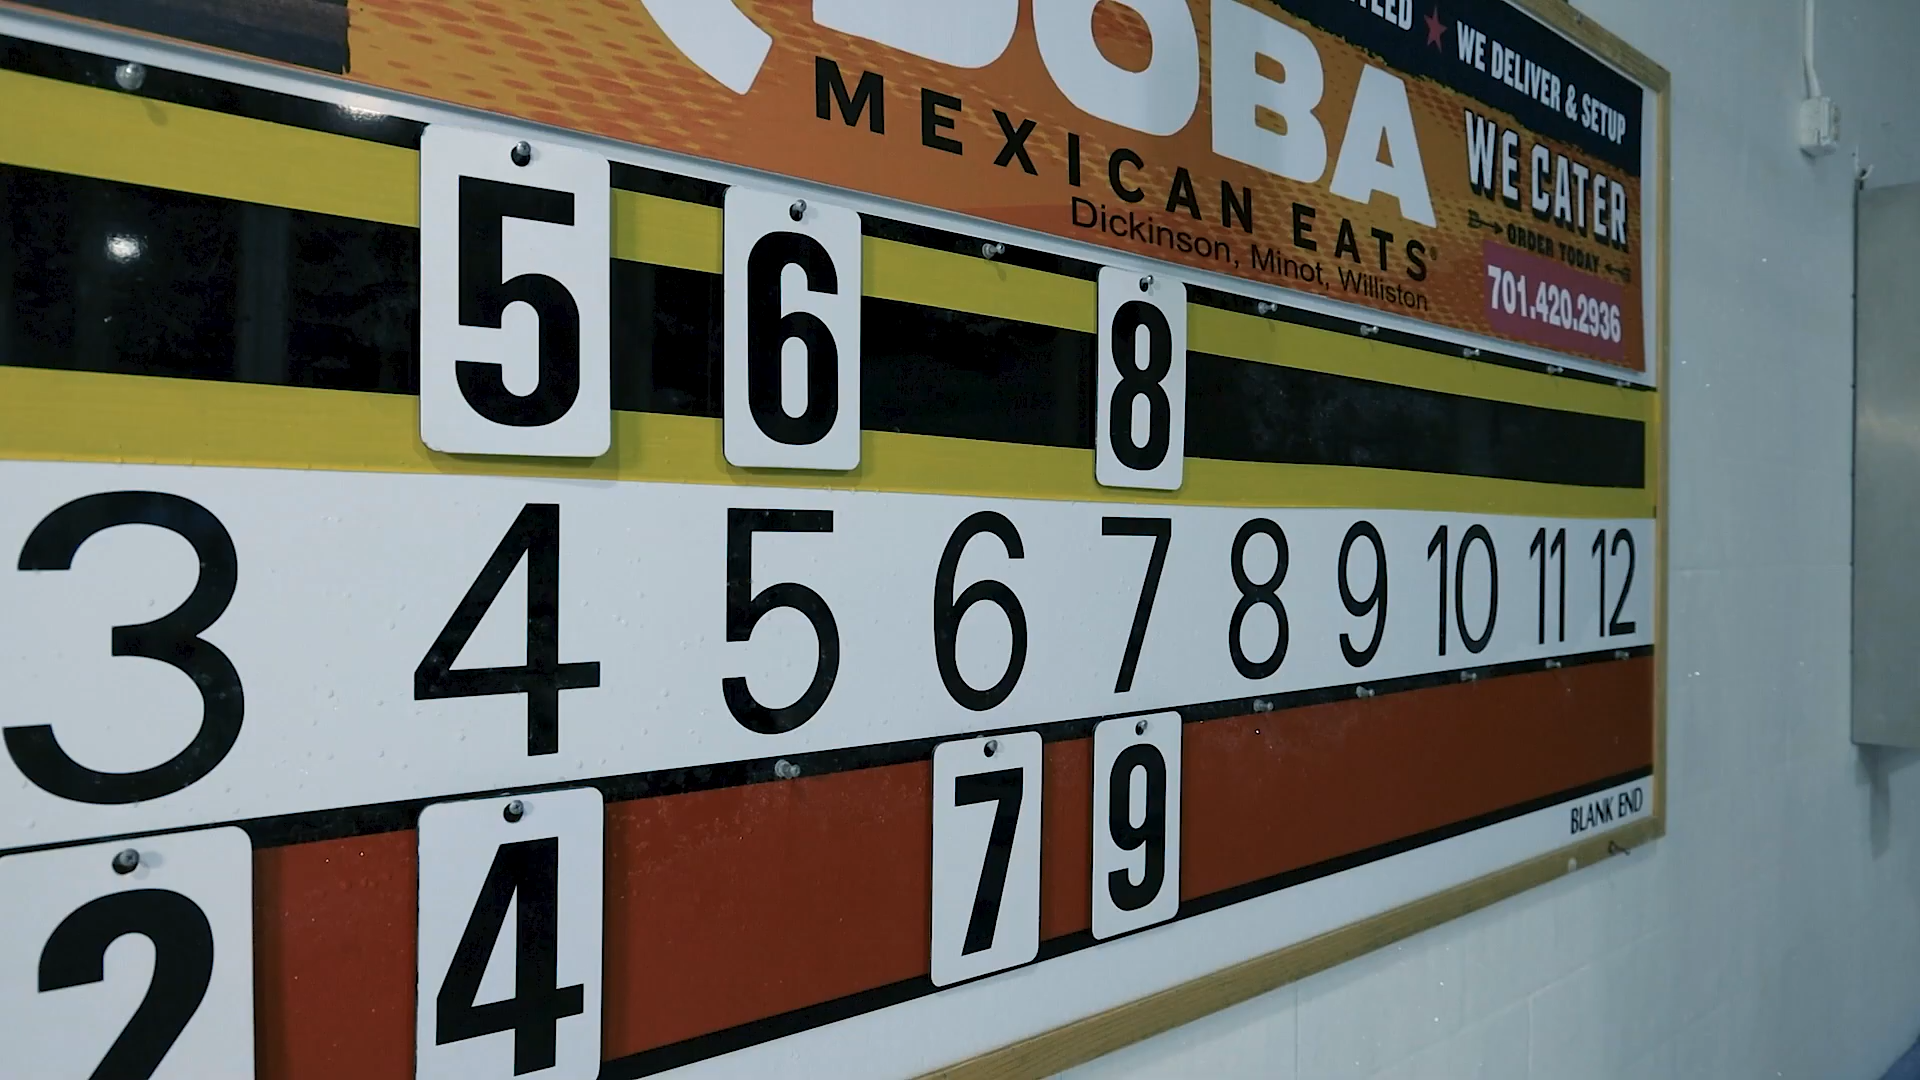 WE DELIVER & SETUP
WE CATER
ORDER TODAY
701.420.2936
MEXICAN EATS
Dickinson, Minot, Williston
5 6 8
3 4 5 6 7 8 9 10 11 12
2 4 7 9
BLANK END